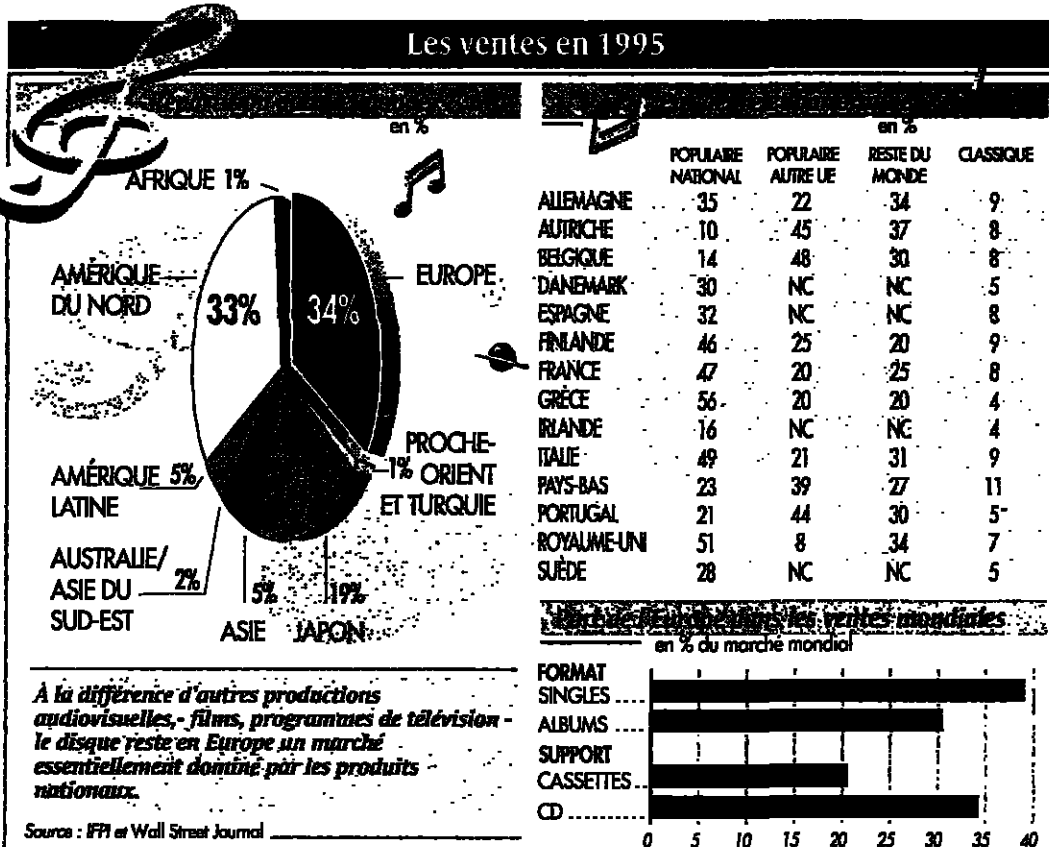 Les ventes en 1995
en %
AFRIQUE 1%
AMÉRIQUE
DU NORD
33%
34%
EUROPE
PROCHE-
1% ORIENT
ET TURQUIE
AMÉRIQUE 5%
LATINE
AUSTRALIE/
ASIE DU 2%
SUD-EST
5% 19%
ASIE JAPON
À la différence d'autres productions
audiovisuelles,- films, programmes de télévision -
le disque reste en Europe un marché
essentiellement dominé par les produits
nationaux.
Source : IFPI et Wall Street Journal
en %
POPULAIRE POPULAIRE RESTE DU CLASSIQUE
NATIONAL AUTRE UE MONDE
ALLEMAGNE 35 22 34 9
AUTRICHE 10 45 37 8
BELGIQUE 14 48 30 8
DANEMARK 30 NC NC 5
ESPAGNE 32 NC NC 8
FINLANDE 46 25 20 9
FRANCE 47 20 25 8
GRÈCE 56 20 20 4
IRLANDE 16 NC NC 4
ITALIE 49 21 31 9
PAYS-BAS 23 39 27 11
PORTUGAL 21 44 30 5
ROYAUME-UNI 51 8 34 7
SUÈDE 28 NC NC 5
Part de l'Europe dans les ventes mondiales
en % du marché mondial
FORMAT
SINGLES
ALBUMS
SUPPORT
CASSETTES
CD
0 5 10 15 20 25 30 35 40